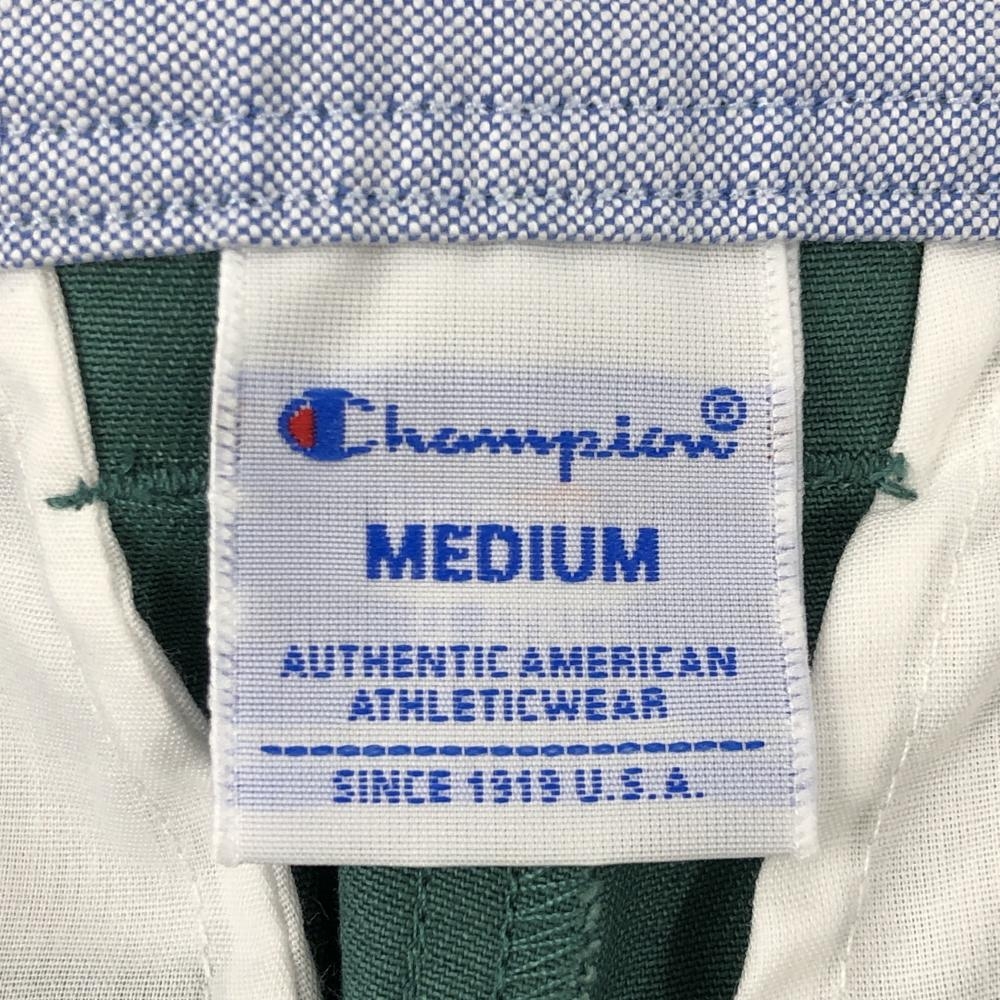 Champion®
MEDIUM
AUTHENTIC AMERICAN
ATHLETICWEAR
SINCE 1919 U.S.A.